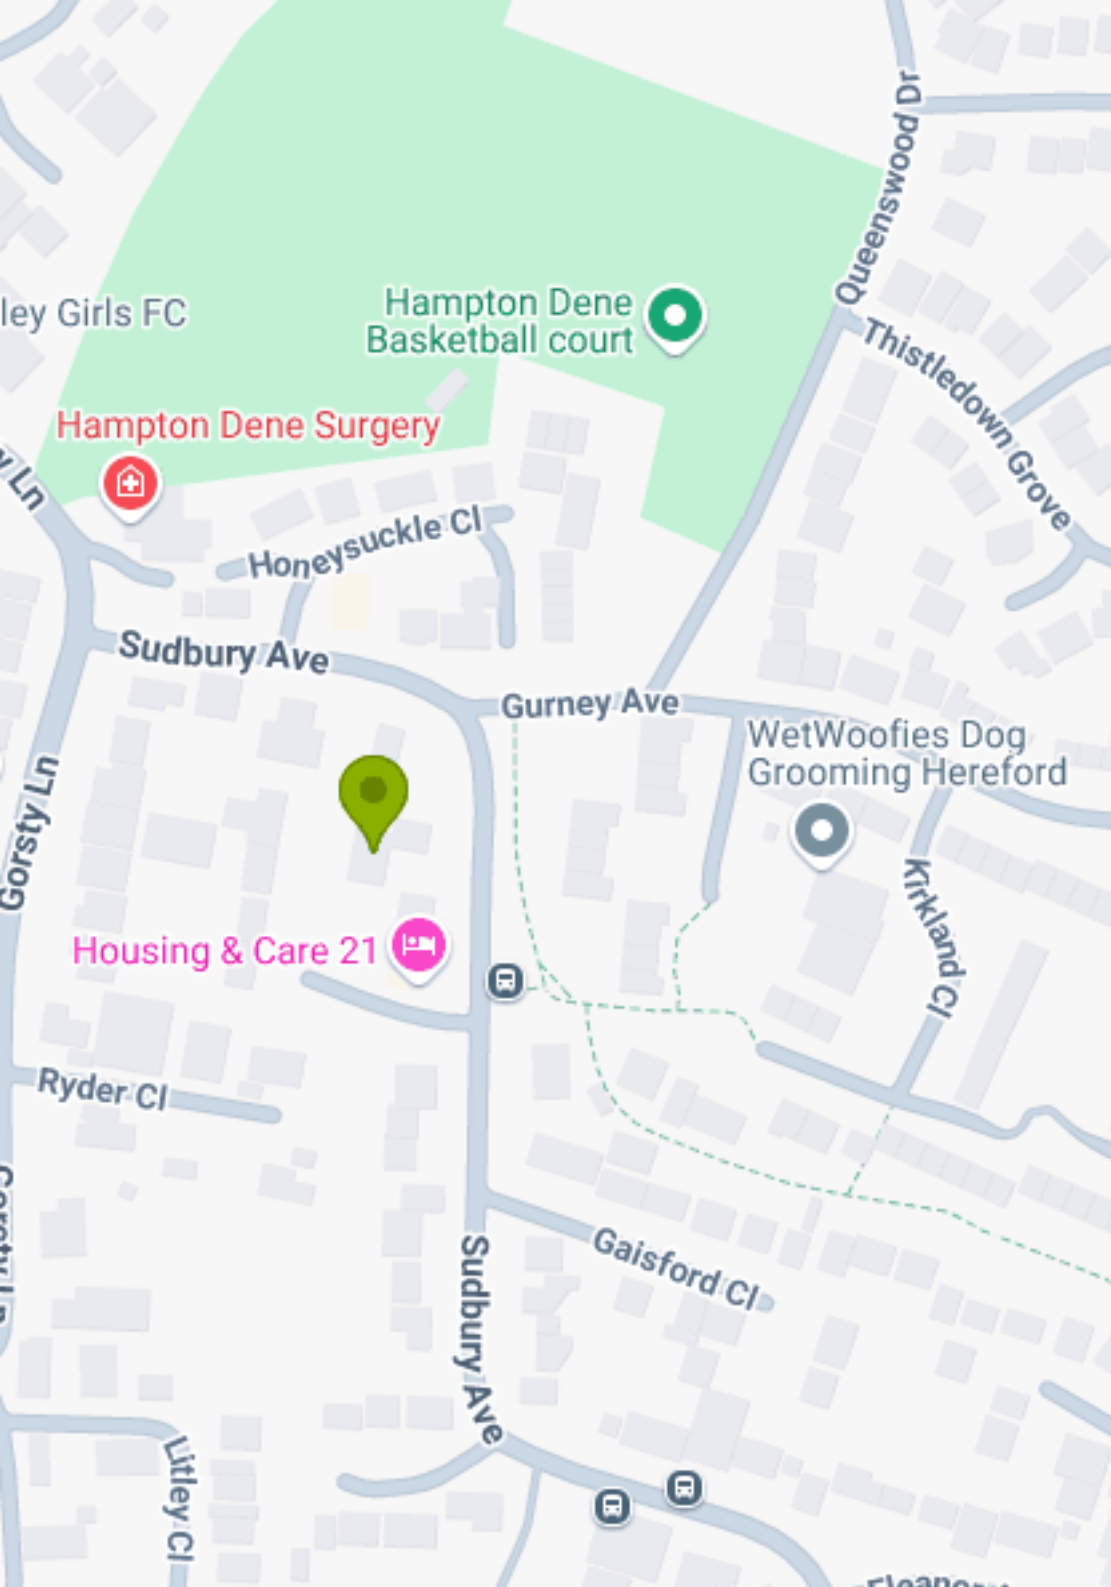 Queenswood Dr
Hampton Dene
Basketball court
ley Girls FC
Thistledown Grove
Hampton Dene Surgery
y Ln
Honeysuckle Cl
Sudbury Ave
Gurney Ave
WetWoofies Dog
Grooming Hereford
Gorsty Ln
Kirkland Cl
Housing & Care 21
Ryder Cl
Gorsty Ln
Gaisford Cl
Sudbury Ave
Litley Cl